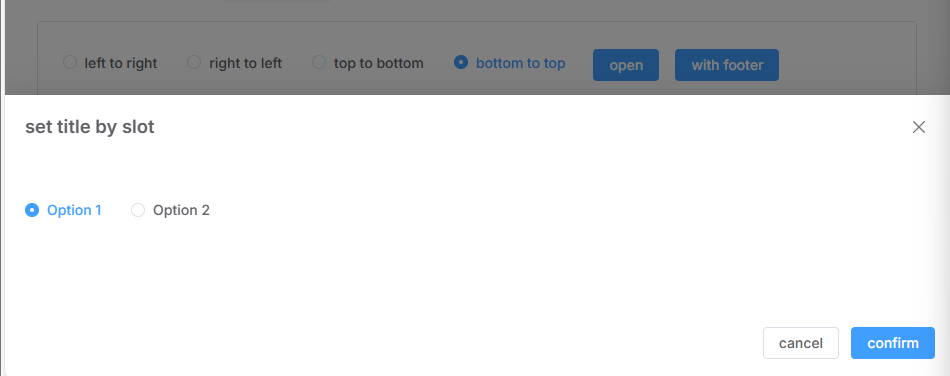 left to right right to left top to bottom bottom to top open with footer
set title by slot
Option 1 Option 2
cancel confirm